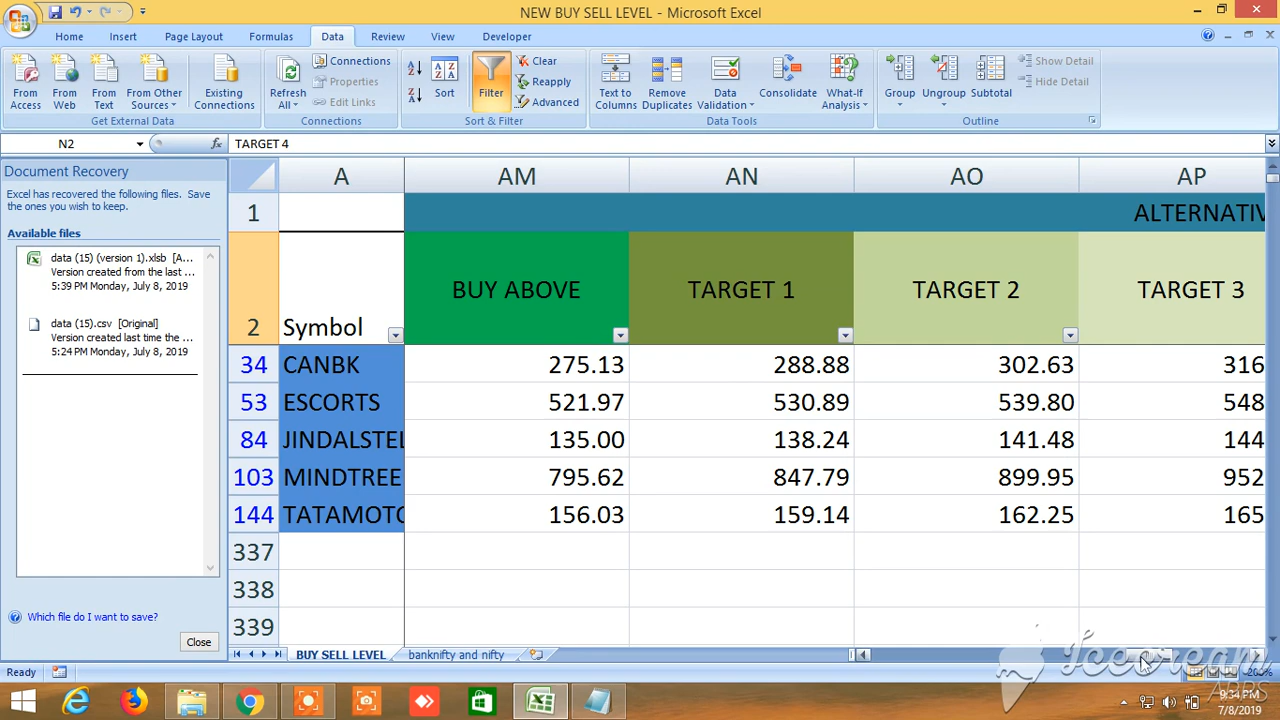 NEW BUY SELL LEVEL - Microsoft Excel
Home Insert Page Layout Formulas Data Review View Developer
From Access
From Web
From Text
From Other Sources
Existing Connections
Get External Data
Refresh All
Connections
Properties
Edit Links
Connections
Sort
Filter
Clear
Reapply
Advanced
Sort & Filter
Text to Columns
Remove Duplicates
Data Validation
Consolidate
What-If Analysis
Data Tools
Group
Ungroup
Subtotal
Show Detail
Hide Detail
Outline
N2 fx TARGET 4
Document Recovery
Excel has recovered the following files. Save
the ones you wish to keep.
Available files
data (15) (version 1).xlsb [A...
Version created from the last ...
5:39 PM Monday, July 8, 2019
data (15).csv [Original]
Version created last time the ...
5:24 PM Monday, July 8, 2019
Which file do I want to save?
Close
A AM AN AO AP
1 ALTERNATIV
2 Symbol BUY ABOVE TARGET 1 TARGET 2 TARGET 3
34 CANBK 275.13 288.88 302.63 316
53 ESCORTS 521.97 530.89 539.80 548
84 JINDALSTEL 135.00 138.24 141.48 144
103 MINDTREE 795.62 847.79 899.95 952
144 TATAMOTO 156.03 159.14 162.25 165
337
338
339
BUY SELL LEVEL banknifty and nifty
Ready
200%
Icecream
APPS
9:34 PM
7/8/2019